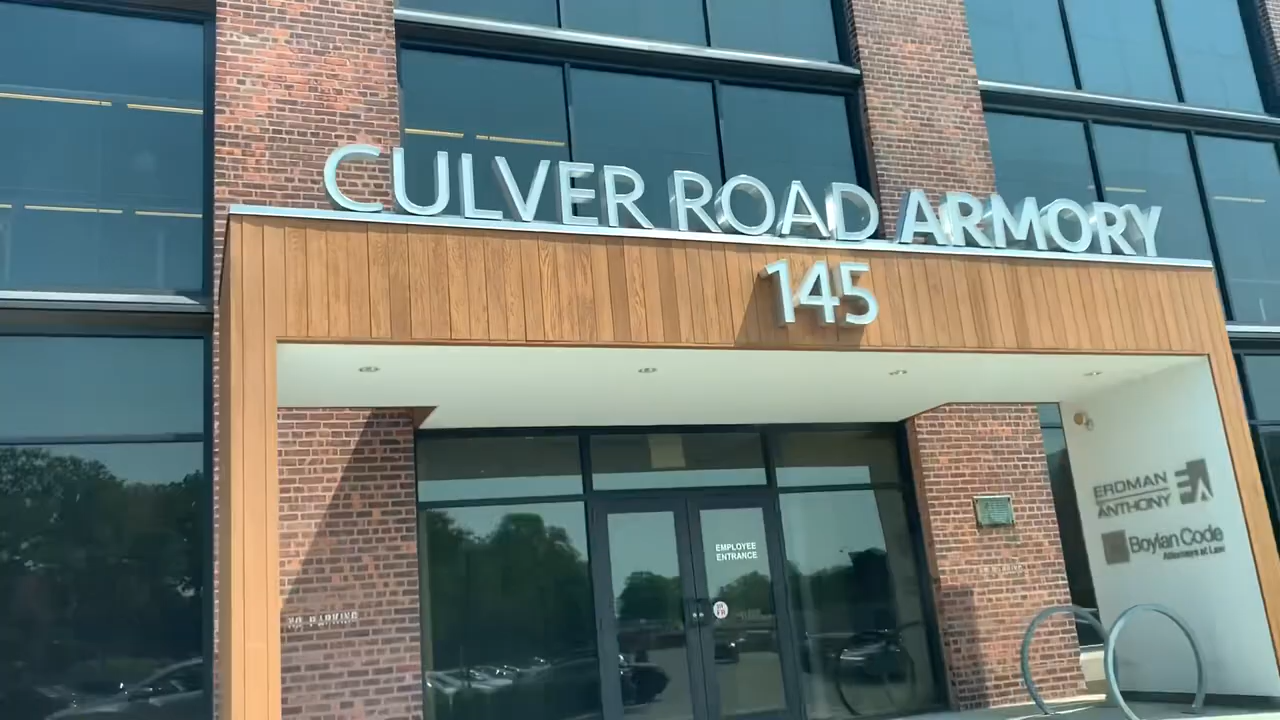 CULVER ROAD ARMORY
145
EMPLOYEE
ENTRANCE
ERDMAN
ANTHONY
Boylan Code
Attorneys at Law
NO PARKING